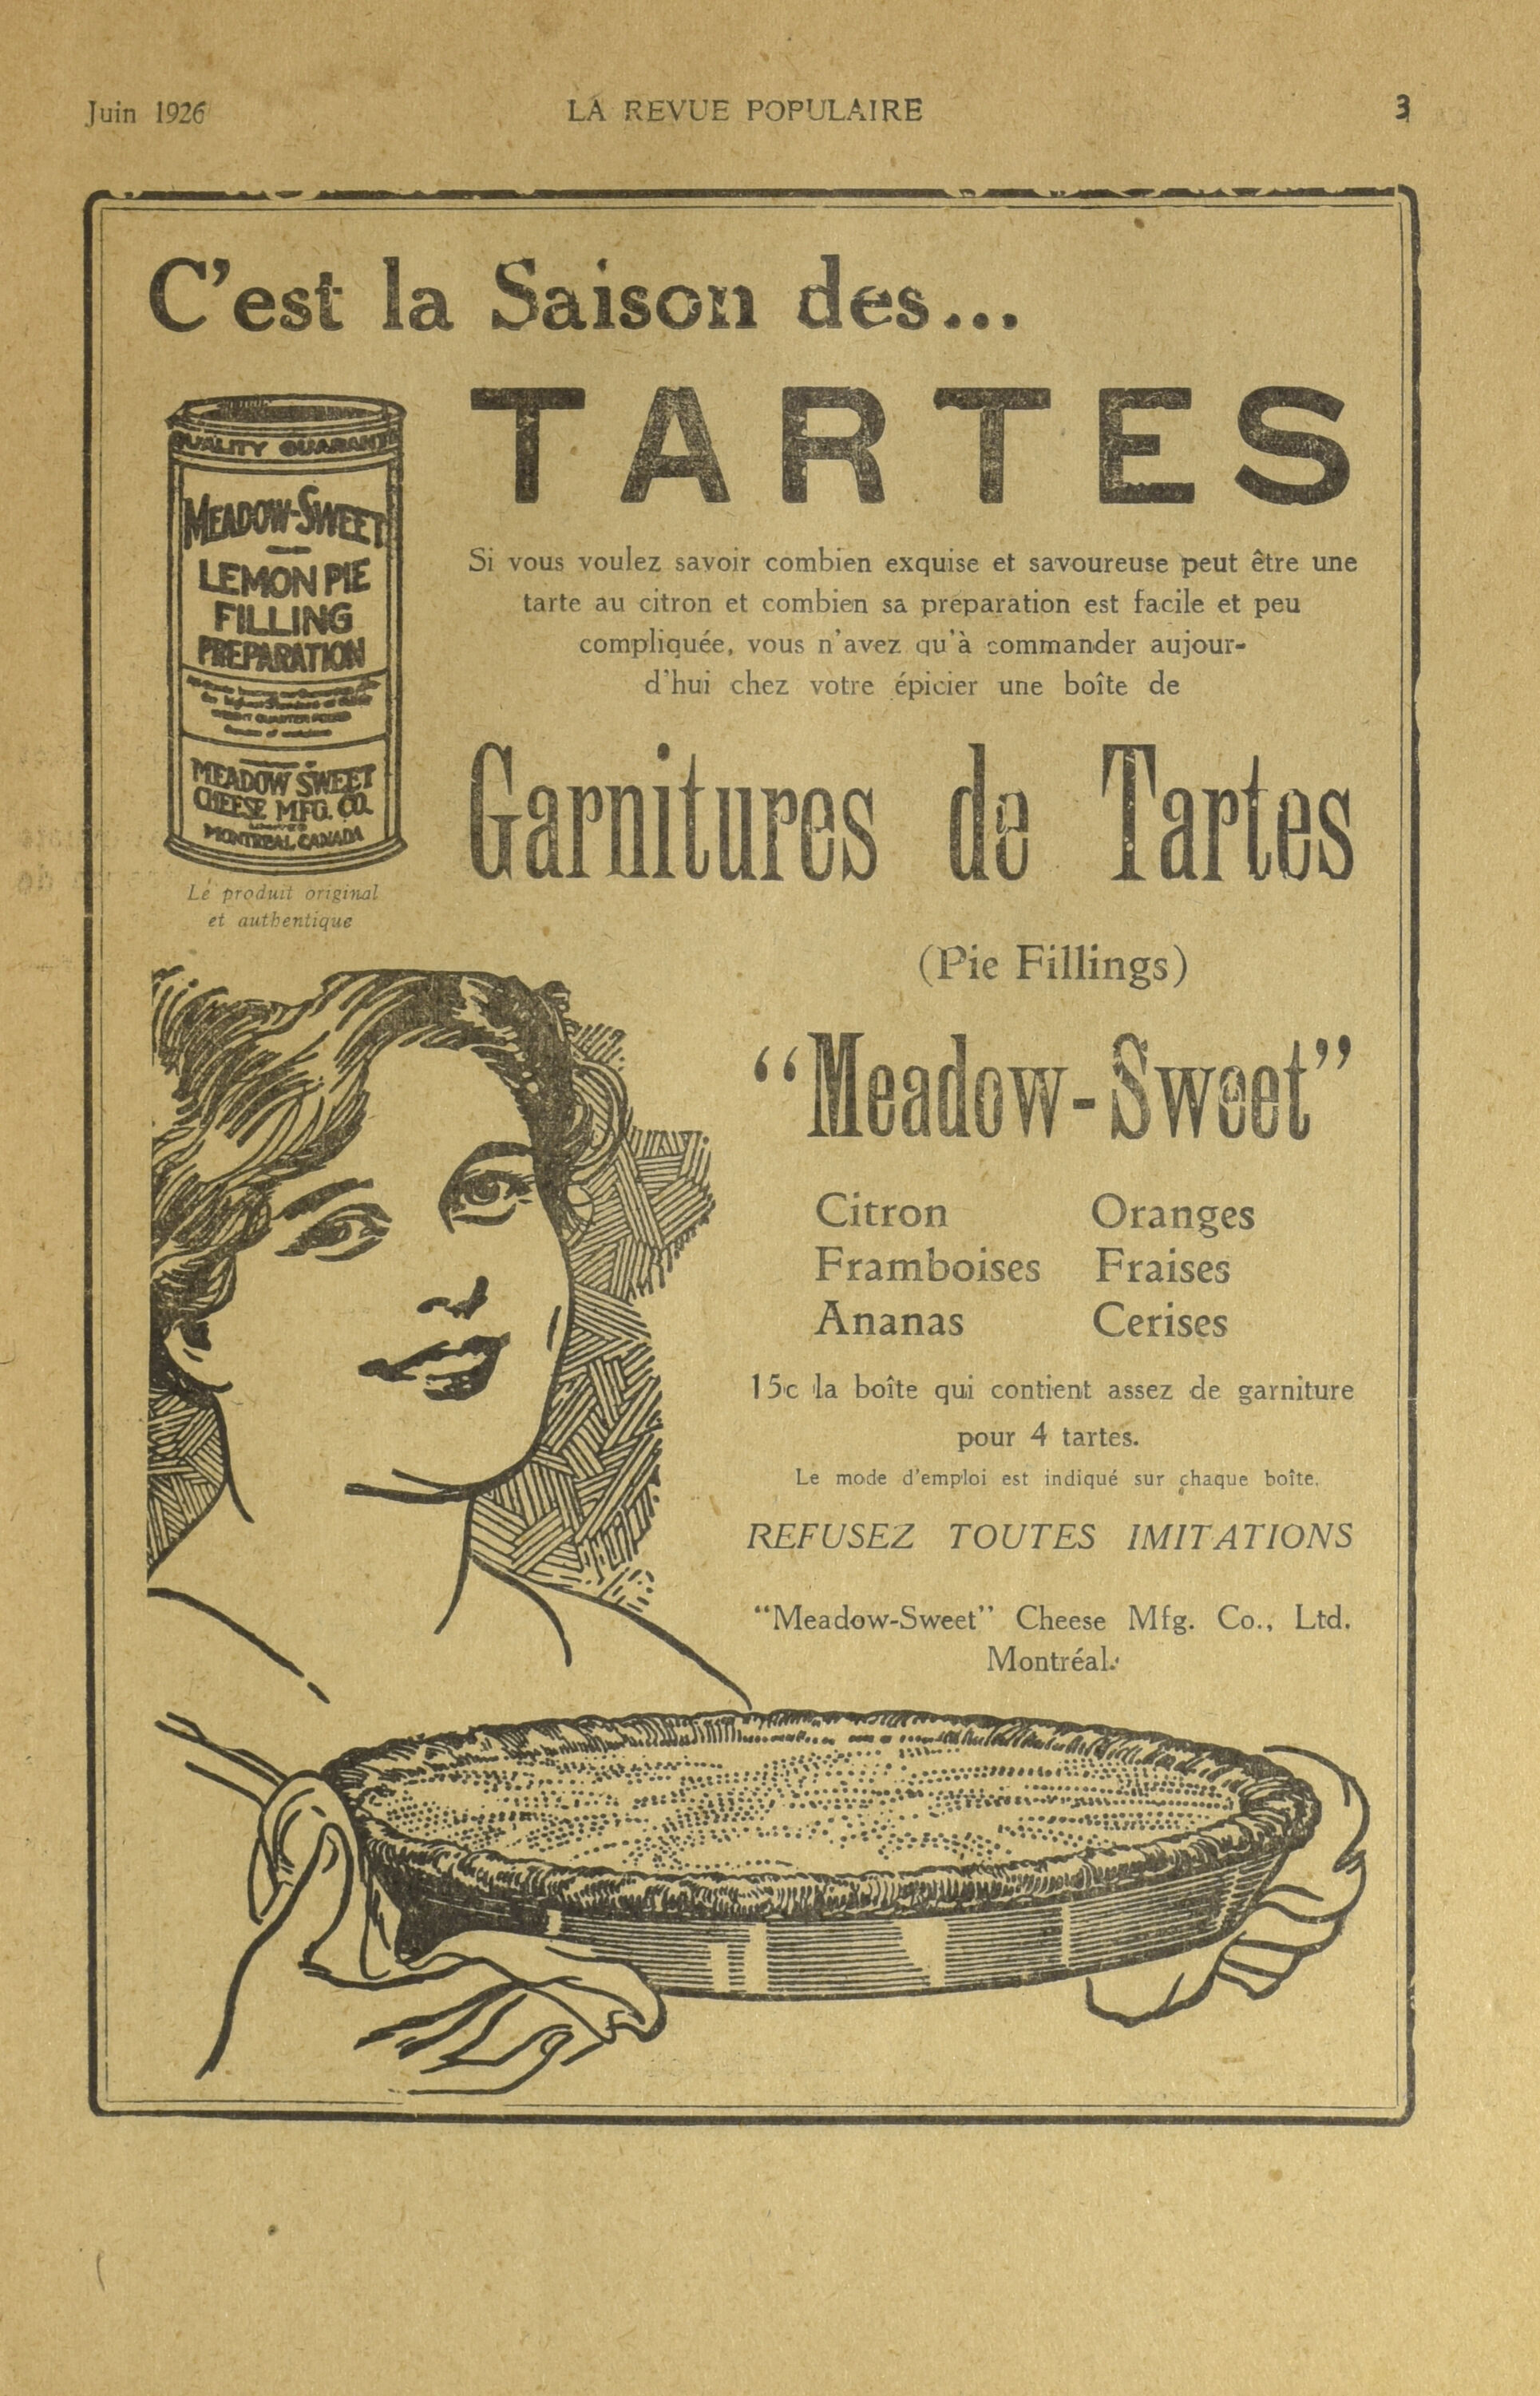 Juin 1926
LA REVUE POPULAIRE
3
C'est la Saison des...
TARTES
QUALITY GUARANT
MEADOW-SWEET
LEMON PIE
FILLING
PREPARATION
MEADOW SWEET
CHEESE MFG. CO.
LIMITED
MONTREAL CANADA
Le produit original
et authentique
Si vous voulez savoir combien exquise et savoureuse peut être une
tarte au citron et combien sa préparation est facile et peu
compliquée, vous n'avez qu'à commander aujour-
d'hui chez votre épicier une boîte de
Garnitures de Tartes
(Pie Fillings)
"Meadow-Sweet"
Citron Oranges
Framboises Fraises
Ananas Cerises
15c la boîte qui contient assez de garniture
pour 4 tartes.
Le mode d'emploi est indiqué sur chaque boîte.
REFUSEZ TOUTES IMITATIONS
"Meadow-Sweet" Cheese Mfg. Co., Ltd.
Montréal.